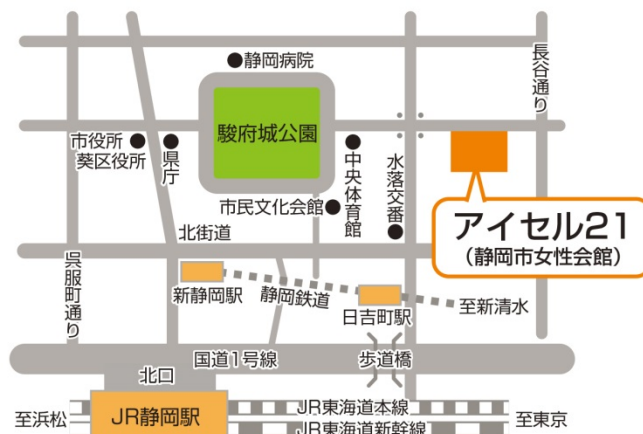 静岡病院
長谷通り
駿府城公園
市役所
葵区役所
県庁
中央体育館
水落交番
市民文化会館
アイセル21
(静岡市女性会館)
北街道
呉服町通り
新静岡駅
静岡鉄道
日吉町駅
至新清水
国道1号線
歩道橋
北口
至浜松
JR静岡駅
JR東海道本線
JR東海道新幹線
至東京